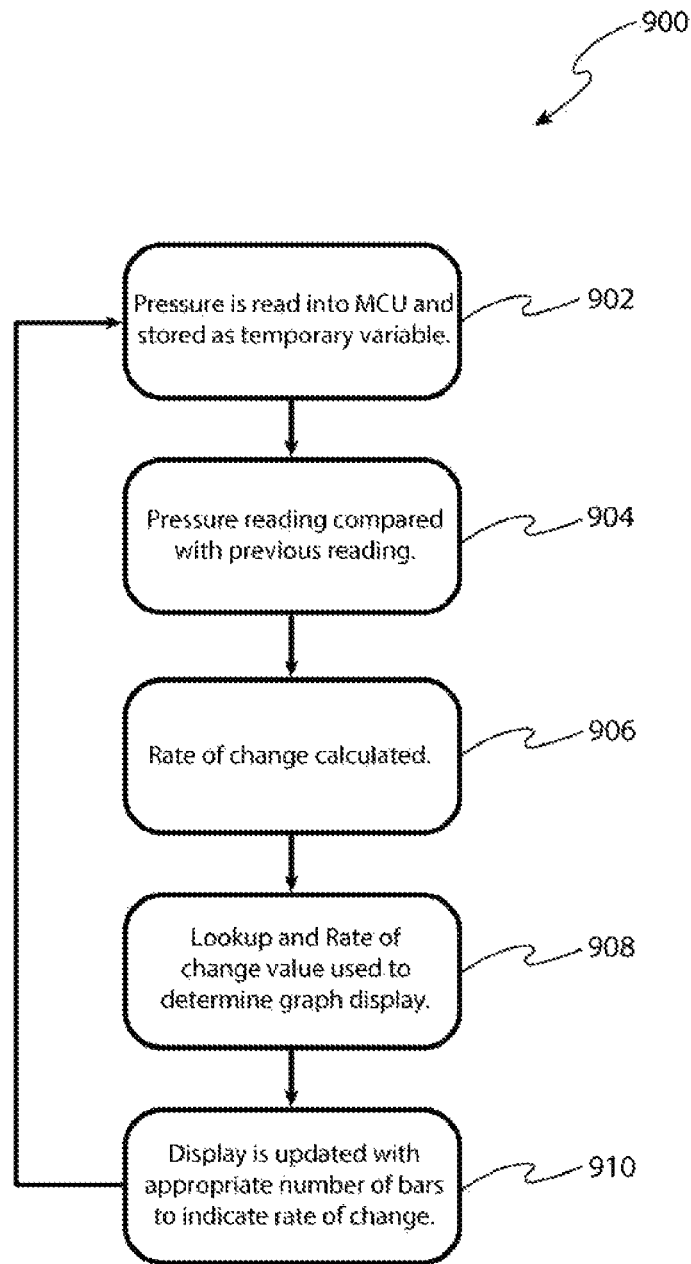 900
Pressure is read into MCU and
stored as temporary variable.
902
Pressure reading compared
with previous reading.
904
Rate of change calculated.
906
Lookup and Rate of
change value used to
determine graph display.
908
Display is updated with
appropriate number of bars
to indicate rate of change.
910